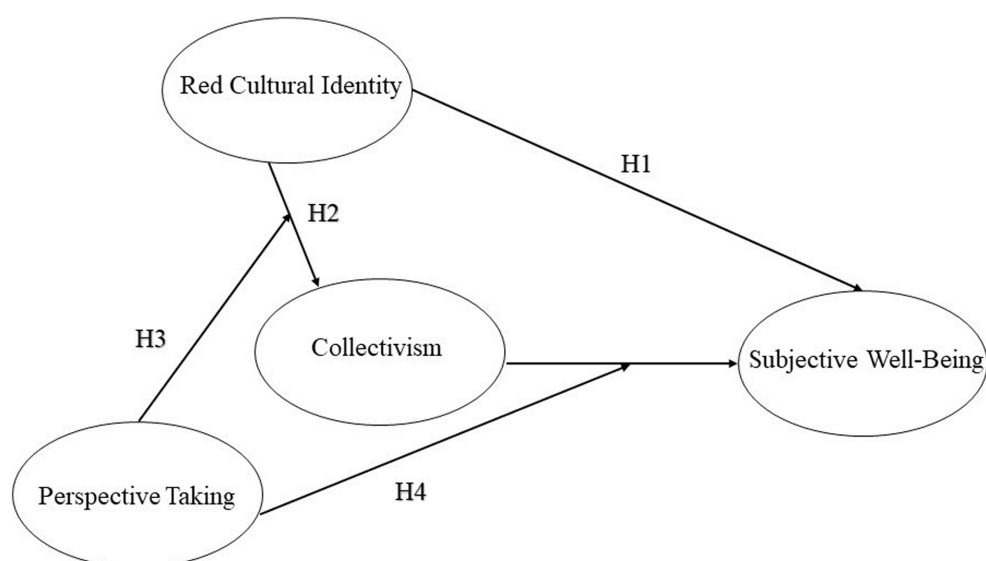 Red Cultural Identity
H1
H2
H3
Collectivism
Subjective Well-Being
Perspective Taking
H4